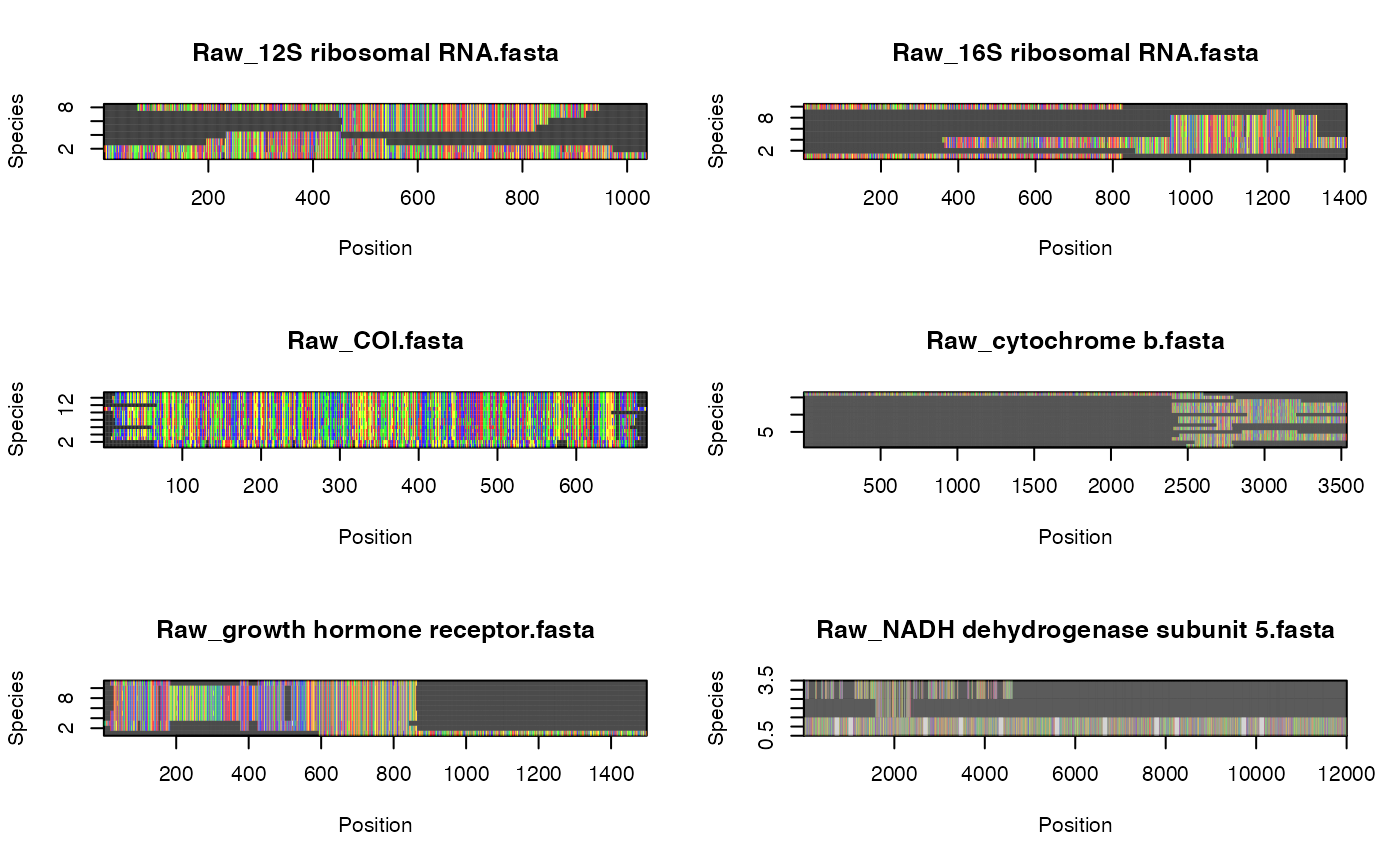 Raw_12S ribosomal RNA.fasta
Species
8
2
200 400 600 800 1000
Position
Raw_16S ribosomal RNA.fasta
Species
8
2
200 400 600 800 1000 1200 1400
Position
Raw_COI.fasta
Species
12
2
100 200 300 400 500 600
Position
Raw_cytochrome b.fasta
Species
5
500 1000 1500 2000 2500 3000 3500
Position
Raw_growth hormone receptor.fasta
Species
8
2
200 400 600 800 1000 1200 1400
Position
Raw_NADH dehydrogenase subunit 5.fasta
Species
3.5
0.5
2000 4000 6000 8000 10000 12000
Position